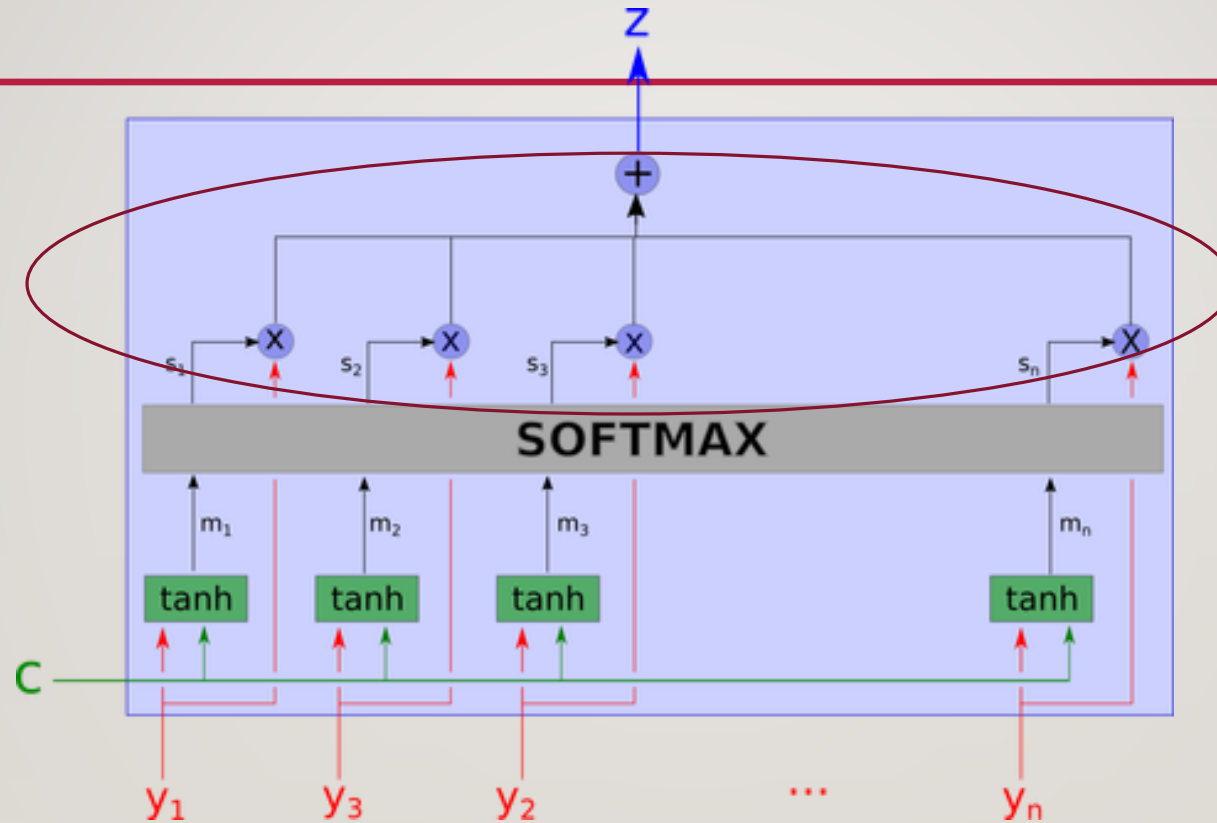 Z
+
X X X X
s1 s2 s3 sn
SOFTMAX
m1 m2 m3 mn
tanh tanh tanh tanh
C
y1 y3 y2 ... yn